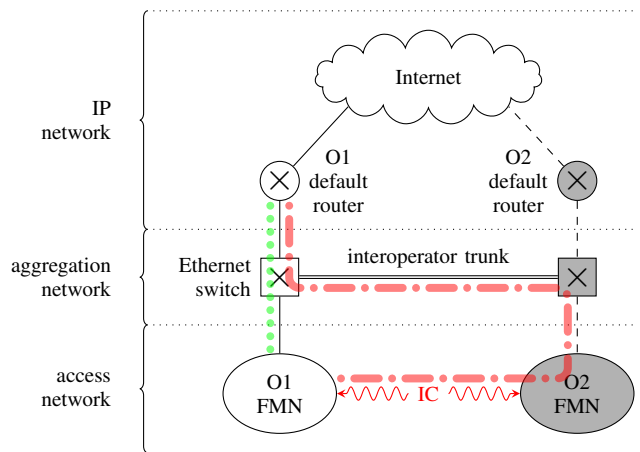 Internet
IP
network
O1
default
router
O2
default
router
aggregation
network
Ethernet
switch
interoperator trunk
access
network
O1
FMN
IC
O2
FMN